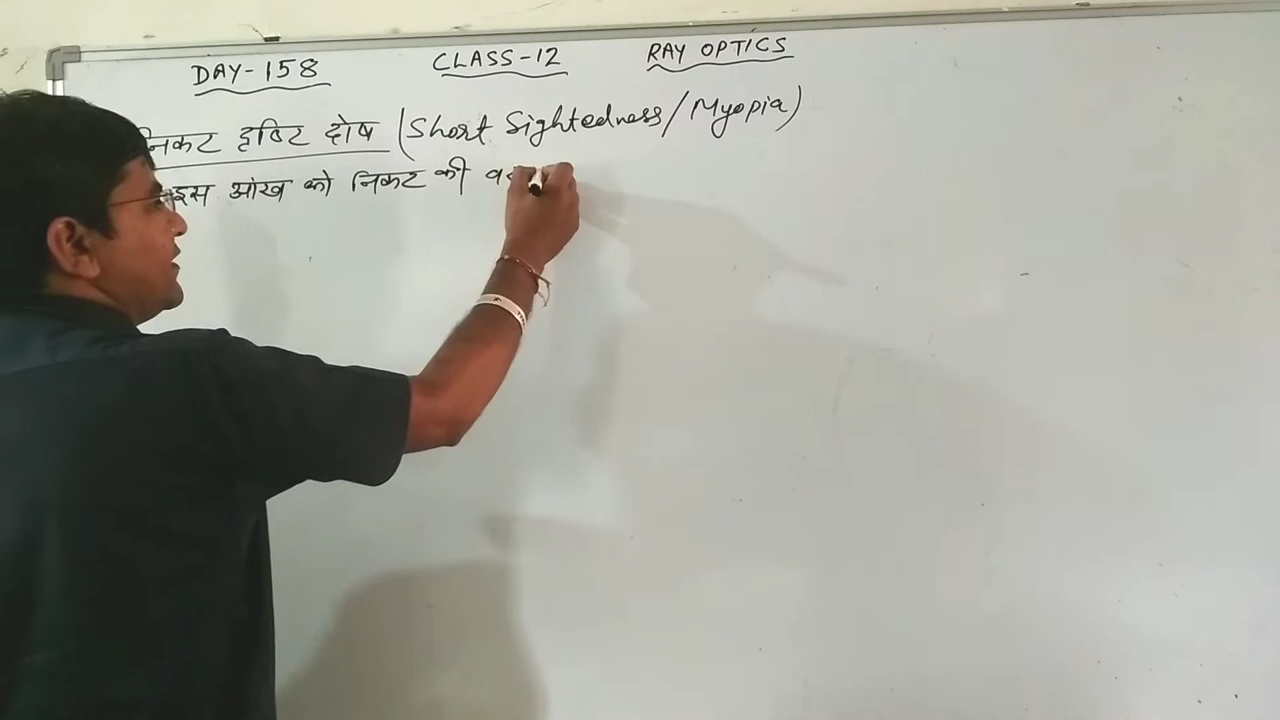 DAY-158 CLASS-12 RAY OPTICS
निकट दृष्टि दोष (Short Sightedness/Myopia)
इस आंख को निकट की